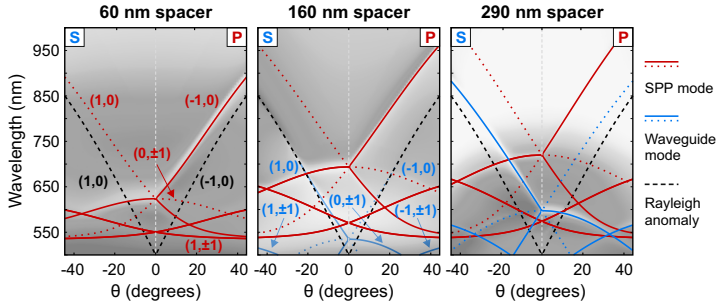 60 nm spacer
160 nm spacer
290 nm spacer
Wavelength (nm)
950
850
750
650
550
S
P
(1,0)
(-1,0)
(0,±1)
(1,0)
(-1,0)
(1,±1)
S
P
(1,0)
(-1,0)
(1,±1)
(0,±1)
(-1,±1)
S
P
SPP mode
Waveguide
mode
Rayleigh
anomaly
-40 -20 0 20 40
-40 -20 0 20 40
-40 -20 0 20 40
θ (degrees)
θ (degrees)
θ (degrees)